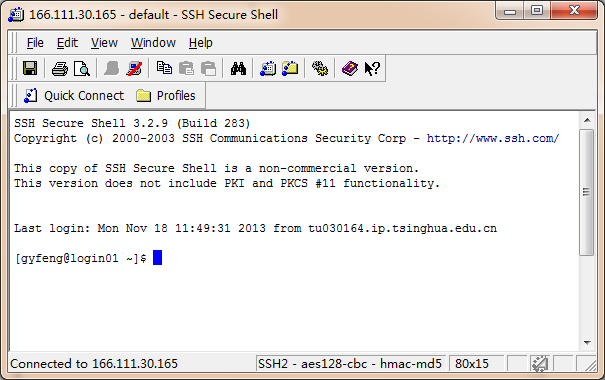 166.111.30.165 - default - SSH Secure Shell
File Edit View Window Help
Quick Connect Profiles
SSH Secure Shell 3.2.9 (Build 283)
Copyright (c) 2000-2003 SSH Communications Security Corp - http://www.ssh.com/
This copy of SSH Secure Shell is a non-commercial version.
This version does not include PKI and PKCS #11 functionality.
Last login: Mon Nov 18 11:49:31 2013 from tu030164.ip.tsinghua.edu.cn
[gyfeng@login01 ~]$
Connected to 166.111.30.165 SSH2 - aes128-cbc - hmac-md5 80x15